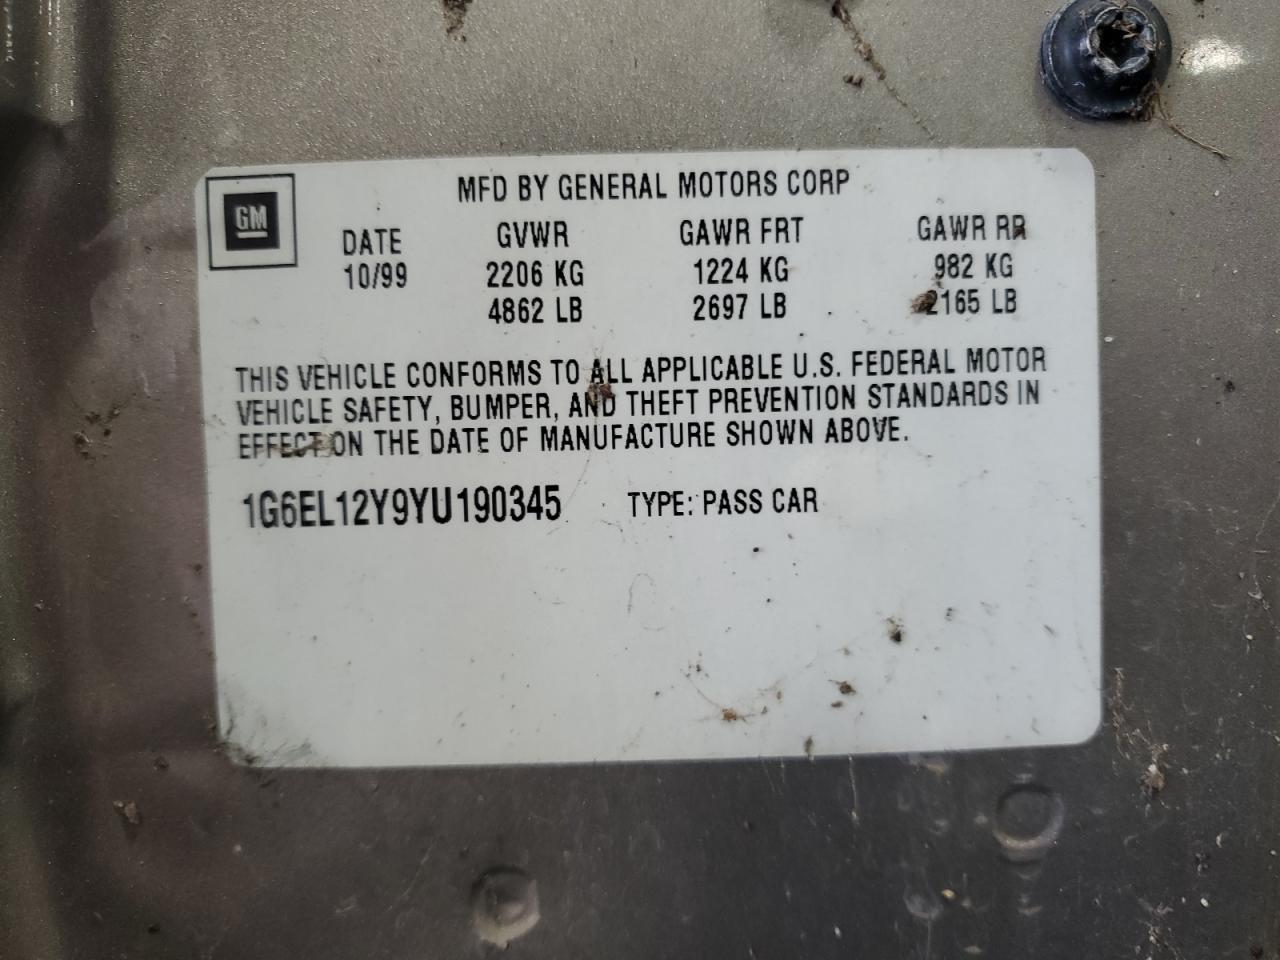 MFD BY GENERAL MOTORS CORP
GM
DATE GVWR GAWR FRT GAWR RR
10/99 2206 KG 1224 KG 982 KG
4862 LB 2697 LB 2165 LB
THIS VEHICLE CONFORMS TO ALL APPLICABLE U.S. FEDERAL MOTOR
VEHICLE SAFETY, BUMPER, AND THEFT PREVENTION STANDARDS IN
EFFECT ON THE DATE OF MANUFACTURE SHOWN ABOVE.
1G6EL12Y9YU190345 TYPE: PASS CAR